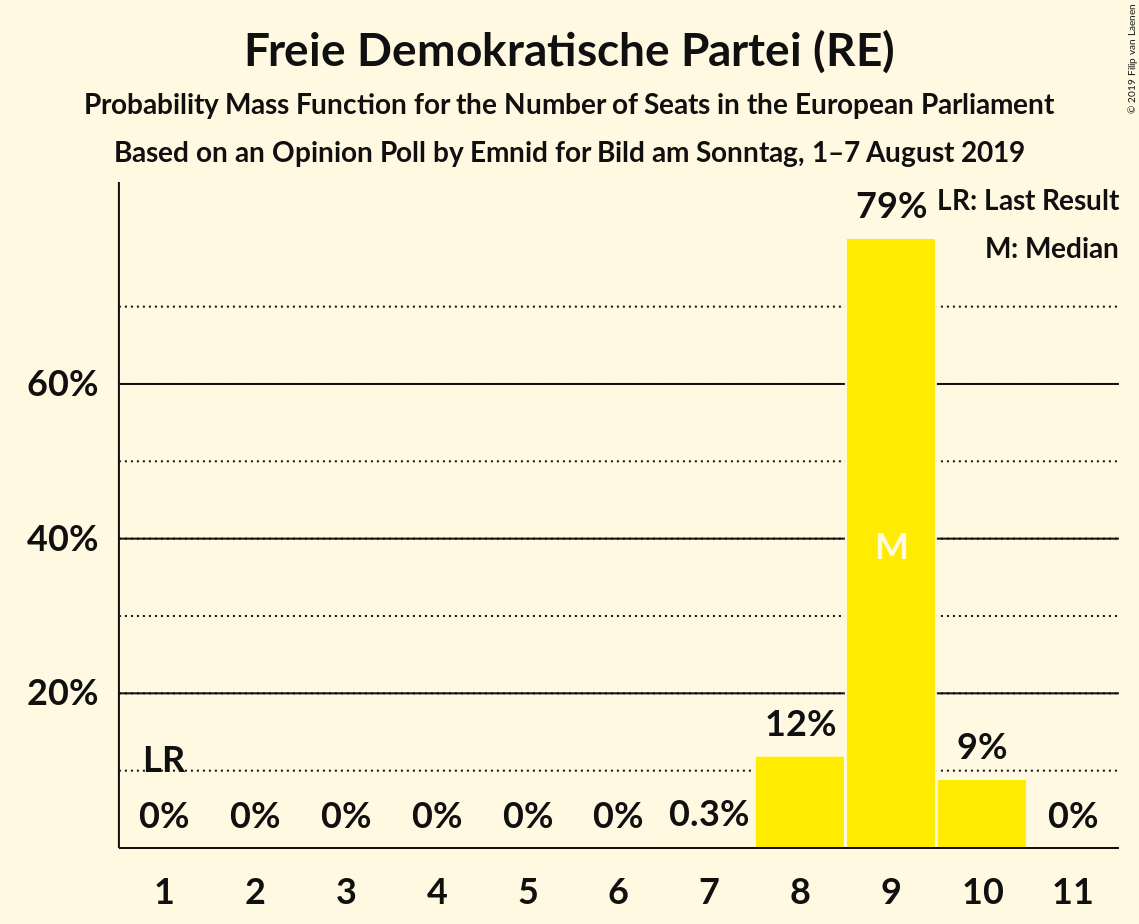 Freie Demokratische Partei (RE)
Probability Mass Function for the Number of Seats in the European Parliament
Based on an Opinion Poll by Emnid for Bild am Sonntag, 1–7 August 2019
© 2019 Filip van Laenen
LR: Last Result
M: Median
79%
60%
40%
M
20%
12%
9%
LR
0% 0% 0% 0% 0% 0% 0.3% 0%
1 2 3 4 5 6 7 8 9 10 11